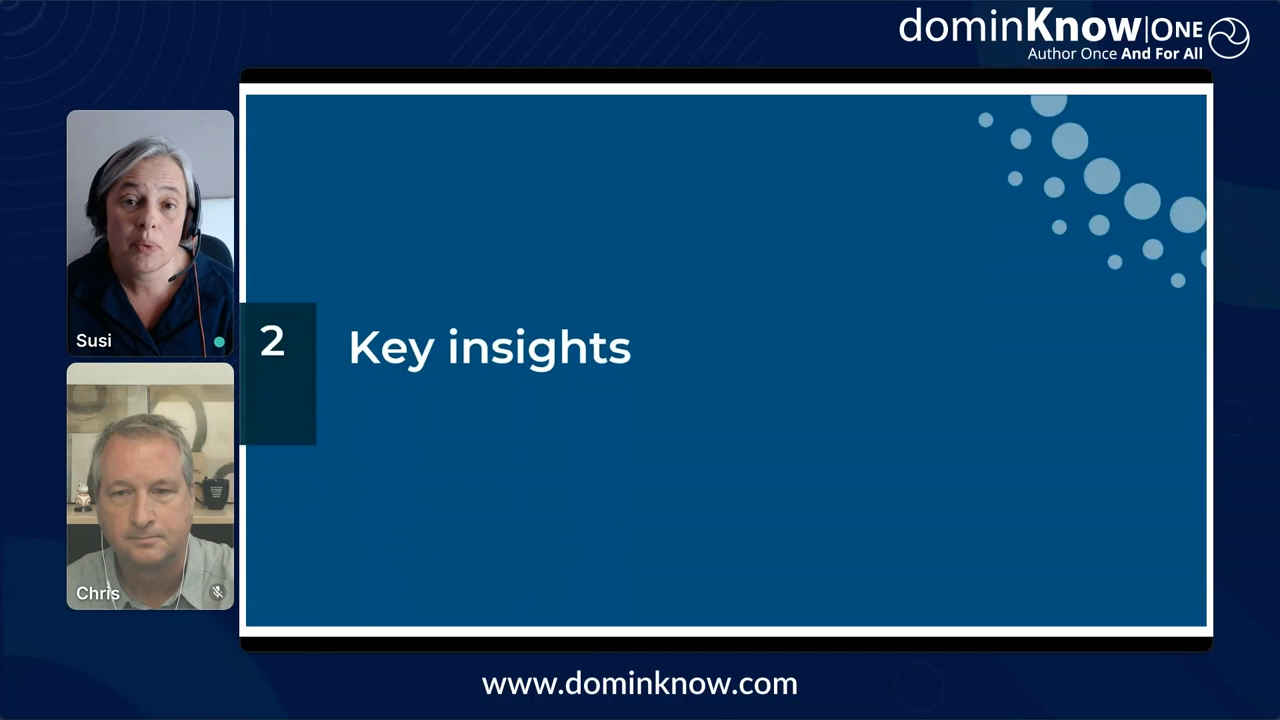 dominKnow|ONE
Author Once And For All
Susi
2
Key insights
Chris
www.dominknow.com